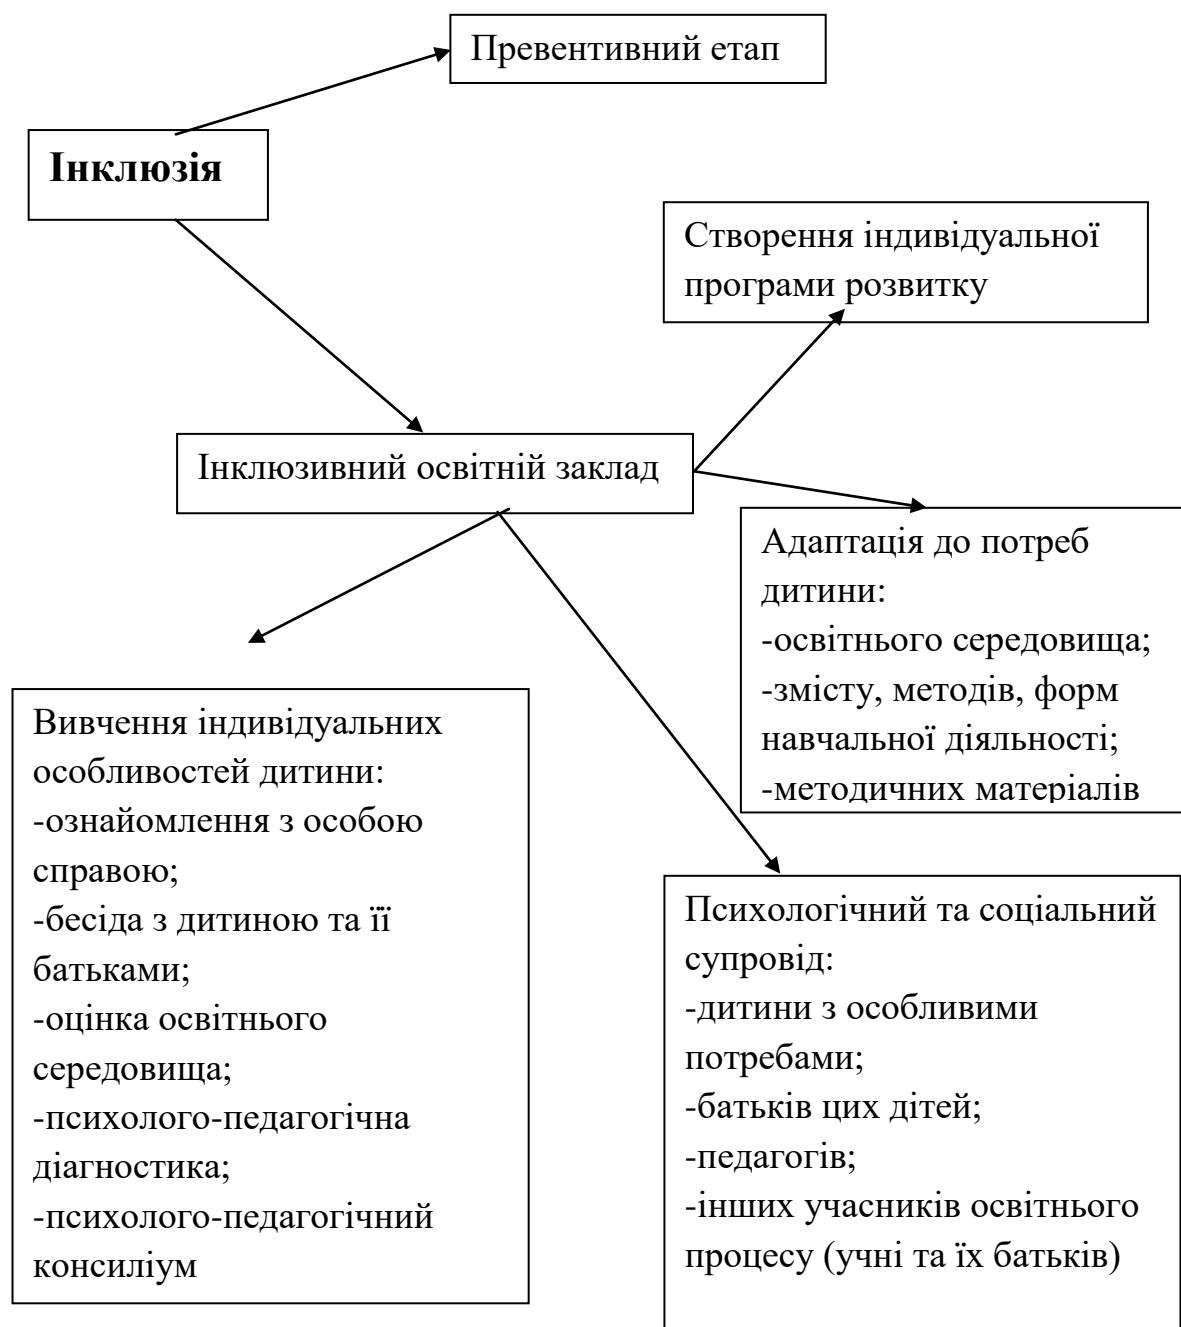 Превентивний етап
Інклюзія
Створення індивідуальної
програми розвитку
Інклюзивний освітній заклад
Адаптація до потреб
дитини:
-освітнього середовища;
-змісту, методів, форм
навчальної діяльності;
-методичних матеріалів
Вивчення індивідуальних
особливостей дитини:
-ознайомлення з особою
справою;
-бесіда з дитиною та її
батьками;
-оцінка освітнього
середовища;
-психолого-педагогічна
діагностика;
-психолого-педагогічний
консиліум
Психологічний та соціальний
супровід:
-дитини з особливими
потребами;
-батьків цих дітей;
-педагогів;
-інших учасників освітнього
процесу (учні та їх батьків)